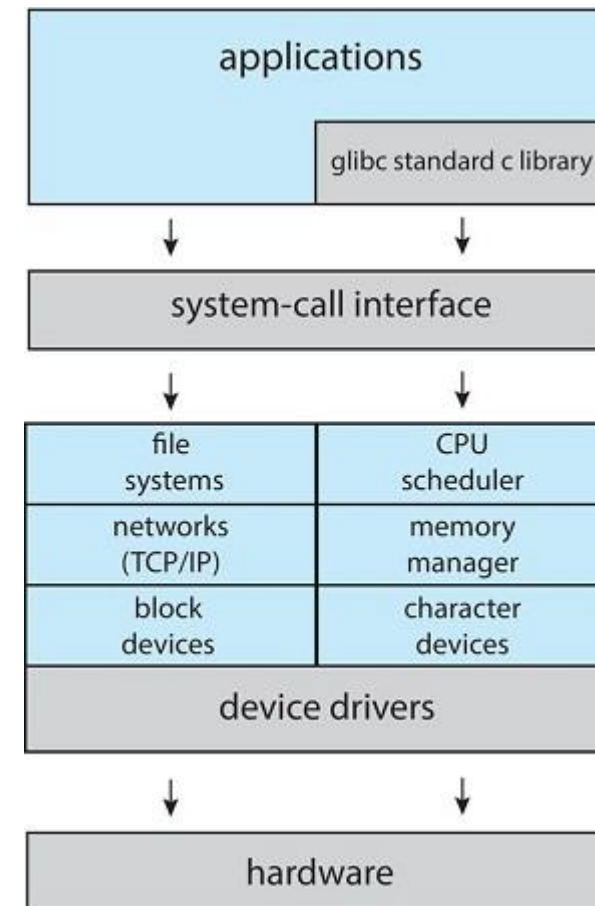 applications
glibc standard c library
system-call interface
file
systems
CPU
scheduler
networks
(TCP/IP)
memory
manager
block
devices
character
devices
device drivers
hardware